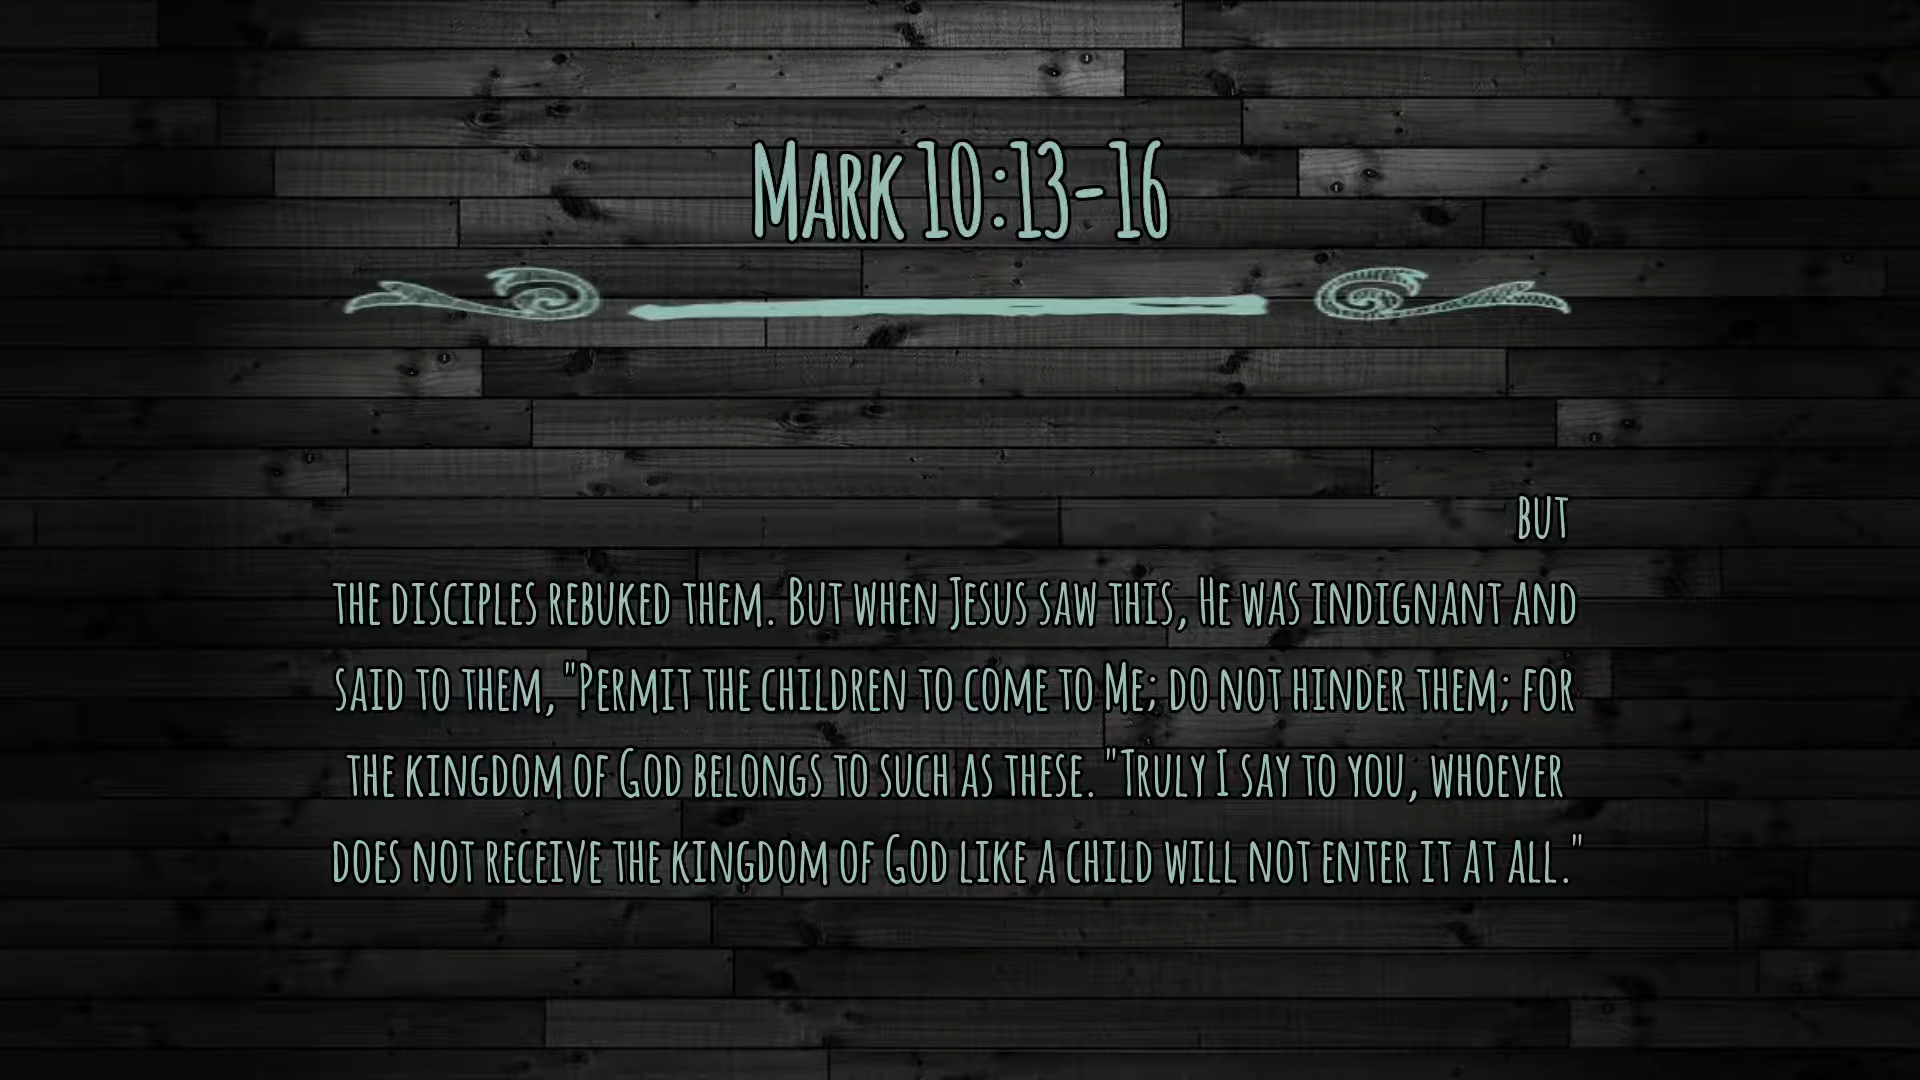 Mark 10:13-16
but
the disciples rebuked them. But when Jesus saw this, He was indignant and
said to them, "Permit the children to come to Me; do not hinder them; for
the kingdom of God belongs to such as these. "Truly I say to you, whoever
does not receive the kingdom of God like a child will not enter it at all."